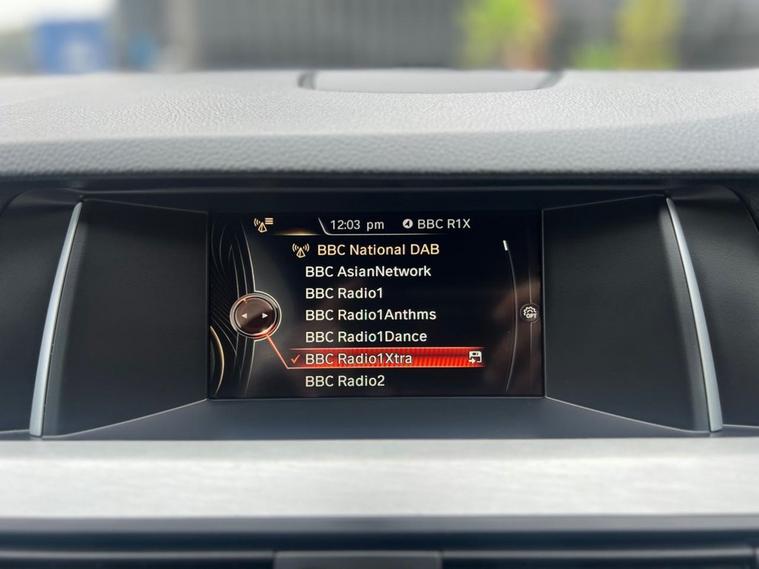 12:03 pm BBC R1X
BBC National DAB
BBC AsianNetwork
BBC Radio1
BBC Radio1Anthms
OPT
BBC Radio1Dance
BBC Radio1Xtra
BBC Radio2